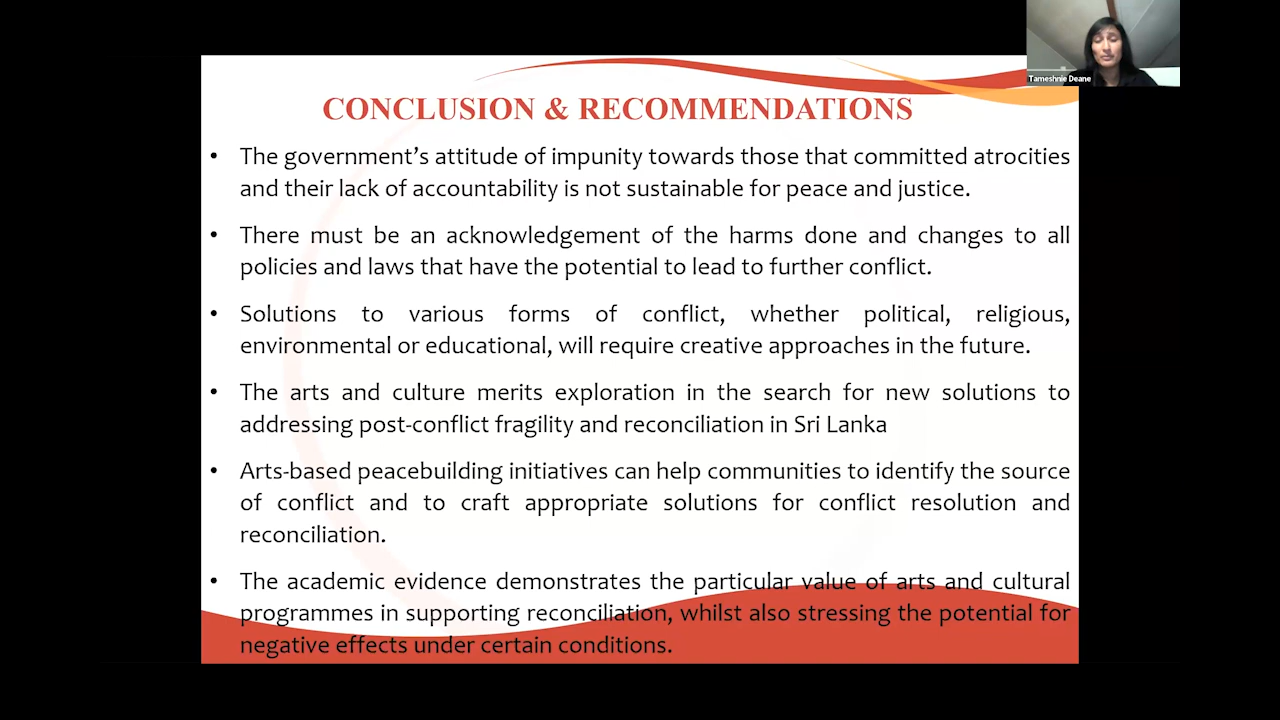 Tameshnie Deane
CONCLUSION & RECOMMENDATIONS
• The government’s attitude of impunity towards those that committed atrocities
and their lack of accountability is not sustainable for peace and justice.
• There must be an acknowledgement of the harms done and changes to all
policies and laws that have the potential to lead to further conflict.
• Solutions to various forms of conflict, whether political, religious,
environmental or educational, will require creative approaches in the future.
• The arts and culture merits exploration in the search for new solutions to
addressing post-conflict fragility and reconciliation in Sri Lanka
• Arts-based peacebuilding initiatives can help communities to identify the source
of conflict and to craft appropriate solutions for conflict resolution and
reconciliation.
• The academic evidence demonstrates the particular value of arts and cultural
programmes in supporting reconciliation, whilst also stressing the potential for
negative effects under certain conditions.